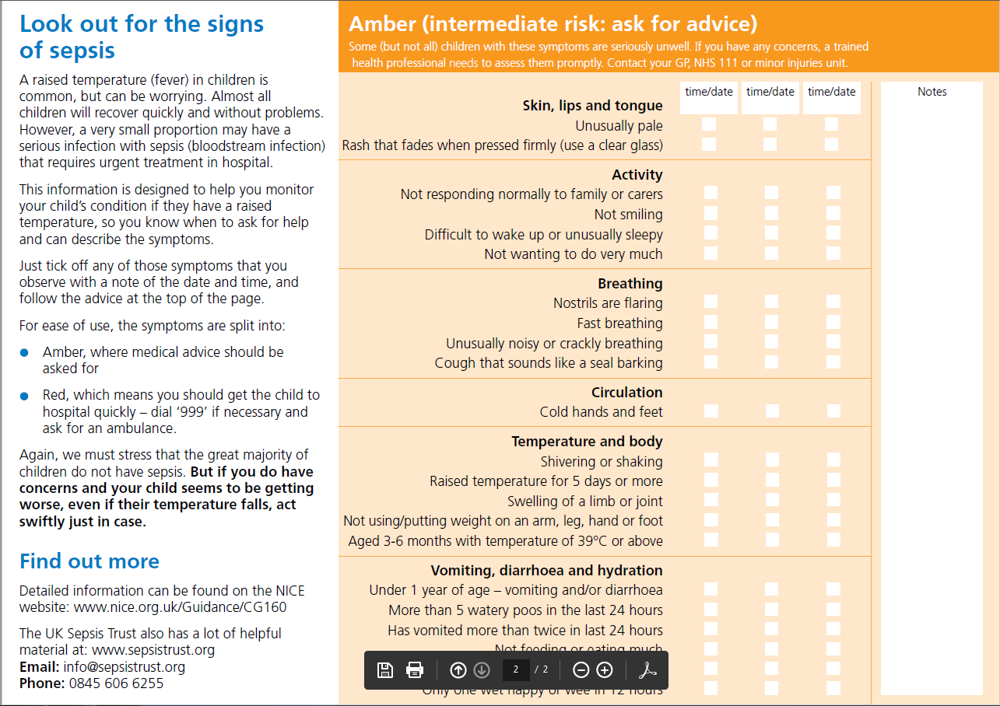 Look out for the signs
of sepsis
A raised temperature (fever) in children is
common, but can be worrying. Almost all
children will recover quickly and without problems.
However, a very small proportion may have a
serious infection with sepsis (bloodstream infection)
that requires urgent treatment in hospital.
This information is designed to help you monitor
your child's condition if they have a raised
temperature, so you know when to ask for help
and can describe the symptoms.
Just tick off any of those symptoms that you
observe with a note of the date and time, and
follow the advice at the top of the page.
For ease of use, the symptoms are split into:
● Amber, where medical advice should be
asked for
● Red, which means you should get the child to
hospital quickly – dial ‘999’ if necessary and
ask for an ambulance.
Again, we must stress that the great majority of
children do not have sepsis. But if you do have
concerns and your child seems to be getting
worse, even if their temperature falls, act
swiftly just in case.
Find out more
Detailed information can be found on the NICE
website: www.nice.org.uk/Guidance/CG160
The UK Sepsis Trust also has a lot of helpful
material at: www.sepsistrust.org
Email: info@sepsistrust.org
Phone: 0845 606 6255
Amber (intermediate risk: ask for advice)
Some (but not all) children with these symptoms are seriously unwell. If you have any concerns, a trained
health professional needs to assess them promptly. Contact your GP, NHS 111 or minor injuries unit.
time/date time/date time/date Notes
Skin, lips and tongue
Unusually pale
Rash that fades when pressed firmly (use a clear glass)
Activity
Not responding normally to family or carers
Not smiling
Difficult to wake up or unusually sleepy
Not wanting to do very much
Breathing
Nostrils are flaring
Fast breathing
Unusually noisy or crackly breathing
Cough that sounds like a seal barking
Circulation
Cold hands and feet
Temperature and body
Shivering or shaking
Raised temperature for 5 days or more
Swelling of a limb or joint
Not using/putting weight on an arm, leg, hand or foot
Aged 3-6 months with temperature of 39ºC or above
Vomiting, diarrhoea and hydration
Under 1 year of age – vomiting and/or diarrhoea
More than 5 watery poos in the last 24 hours
Has vomited more than twice in last 24 hours
Not feeding or eating much
2 / 2
Only one wet nappy or wee in 12 hours